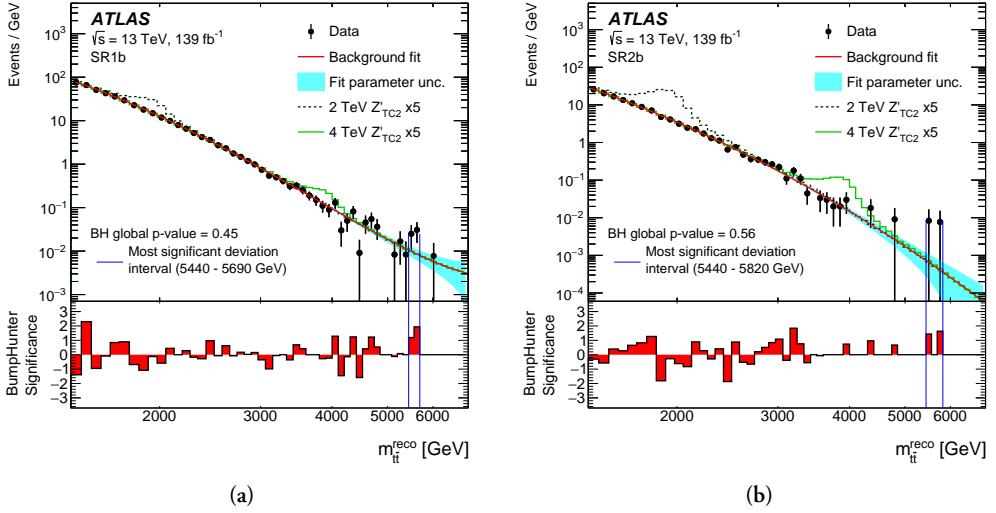 ATLAS
√s = 13 TeV, 139 fb⁻¹
SR1b
Data
Background fit
Fit parameter unc.
2 TeV Z'TC2 x5
4 TeV Z'TC2 x5
BH global p-value = 0.45
Most significant deviation
interval (5440 - 5690 GeV)
Events / GeV
10²
10
1
10⁻¹
10⁻²
10⁻³
BumpHunter
Significance
3
2
1
0
−1
−2
−3
2000 3000 4000 5000 6000
m_tt̄^reco [GeV]
(a)
ATLAS
√s = 13 TeV, 139 fb⁻¹
SR2b
Data
Background fit
Fit parameter unc.
2 TeV Z'TC2 x5
4 TeV Z'TC2 x5
BH global p-value = 0.56
Most significant deviation
interval (5440 - 5820 GeV)
Events / GeV
10³
10²
10
1
10⁻¹
10⁻²
10⁻³
10⁻⁴
BumpHunter
Significance
3
2
1
0
−1
−2
−3
2000 3000 4000 5000 6000
m_tt̄^reco [GeV]
(b)